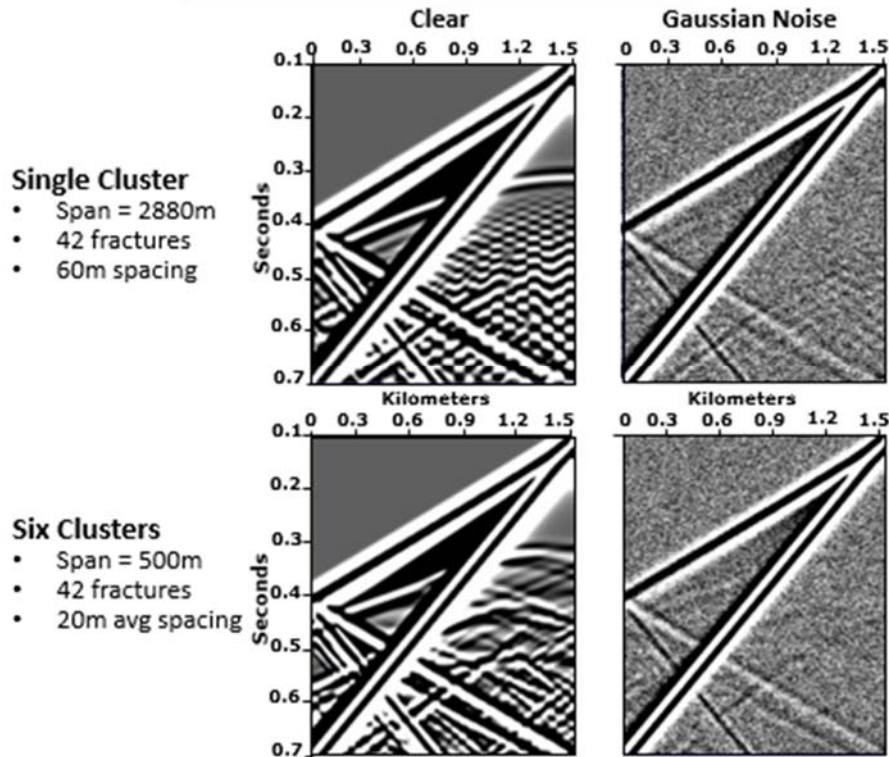 Clear
Gaussian Noise
0 0.3 0.6 0.9 1.2 1.5
0 0.3 0.6 0.9 1.2 1.5
0.1
0.2
0.3
0.4
0.5
0.6
0.7
Seconds
Single Cluster
• Span = 2880m
• 42 fractures
• 60m spacing
Kilometers
Kilometers
0 0.3 0.6 0.9 1.2 1.5
0 0.3 0.6 0.9 1.2 1.5
0.1
0.2
0.3
0.4
0.5
0.6
0.7
Seconds
Six Clusters
• Span = 500m
• 42 fractures
• 20m avg spacing